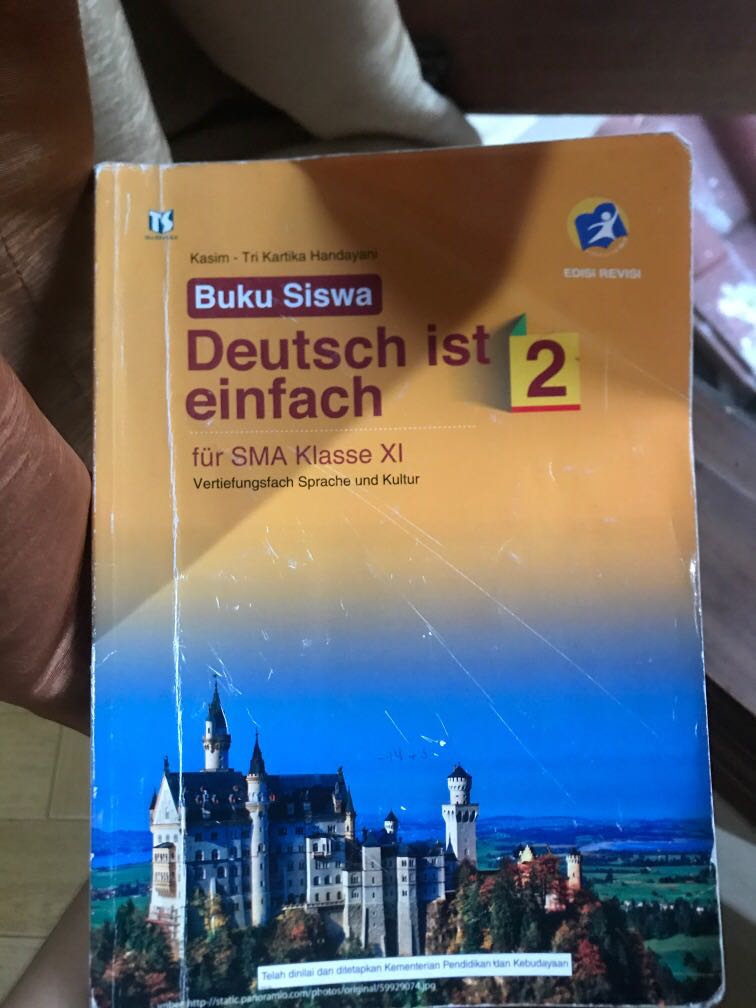 TS
Kasim - Tri Kartika Handayani
EDISI REVISI
Buku Siswa
Deutsch ist
einfach
2
für SMA Klasse XI
Vertiefungsfach Sprache und Kultur
Telah dinilai dan ditetapkan Kementerian Pendidikan dan Kebudayaan
http://static.panoramio.com/photos/original/59929074.jpg